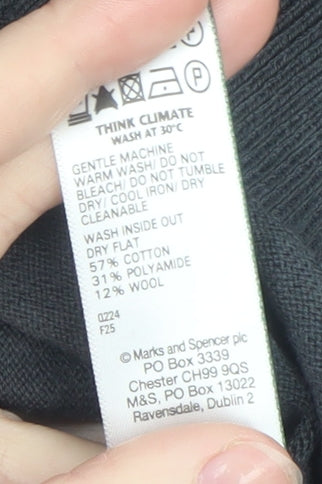 P
THINK CLIMATE
WASH AT 30°C
GENTLE MACHINE
WARM WASH/ DO NOT
BLEACH/ DO NOT TUMBLE
DRY/ COOL IRON/ DRY
CLEANABLE
WASH INSIDE OUT
DRY FLAT
57% COTTON
31% POLYAMIDE
12% WOOL
0224
F25
© Marks and Spencer plc
PO Box 3339
Chester CH99 9QS
M&S, PO Box 13022
Ravensdale, Dublin 2